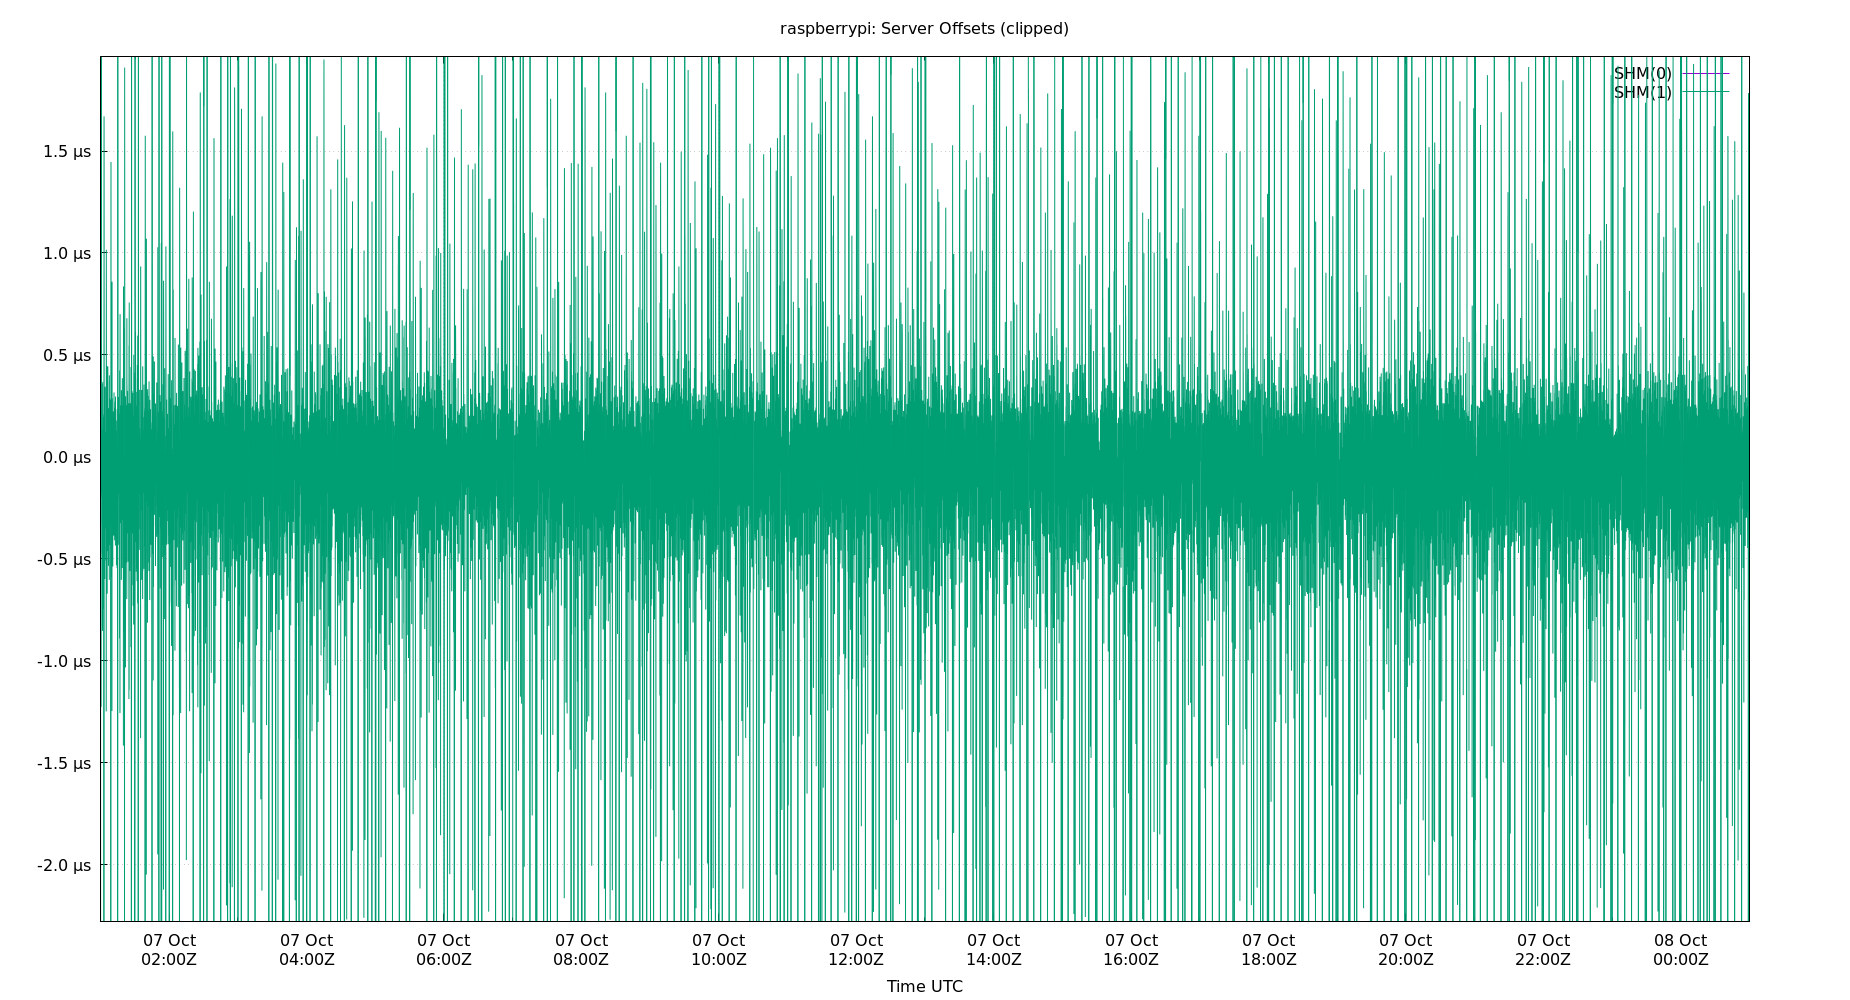 raspberrypi: Server Offsets (clipped)
SHM(0)
SHM(1)
1.5 µs
1.0 µs
0.5 µs
0.0 µs
-0.5 µs
-1.0 µs
-1.5 µs
-2.0 µs
07 Oct 07 Oct 07 Oct 07 Oct 07 Oct 07 Oct 07 Oct 07 Oct 07 Oct 07 Oct 07 Oct 08 Oct
02:00Z 04:00Z 06:00Z 08:00Z 10:00Z 12:00Z 14:00Z 16:00Z 18:00Z 20:00Z 22:00Z 00:00Z
Time UTC